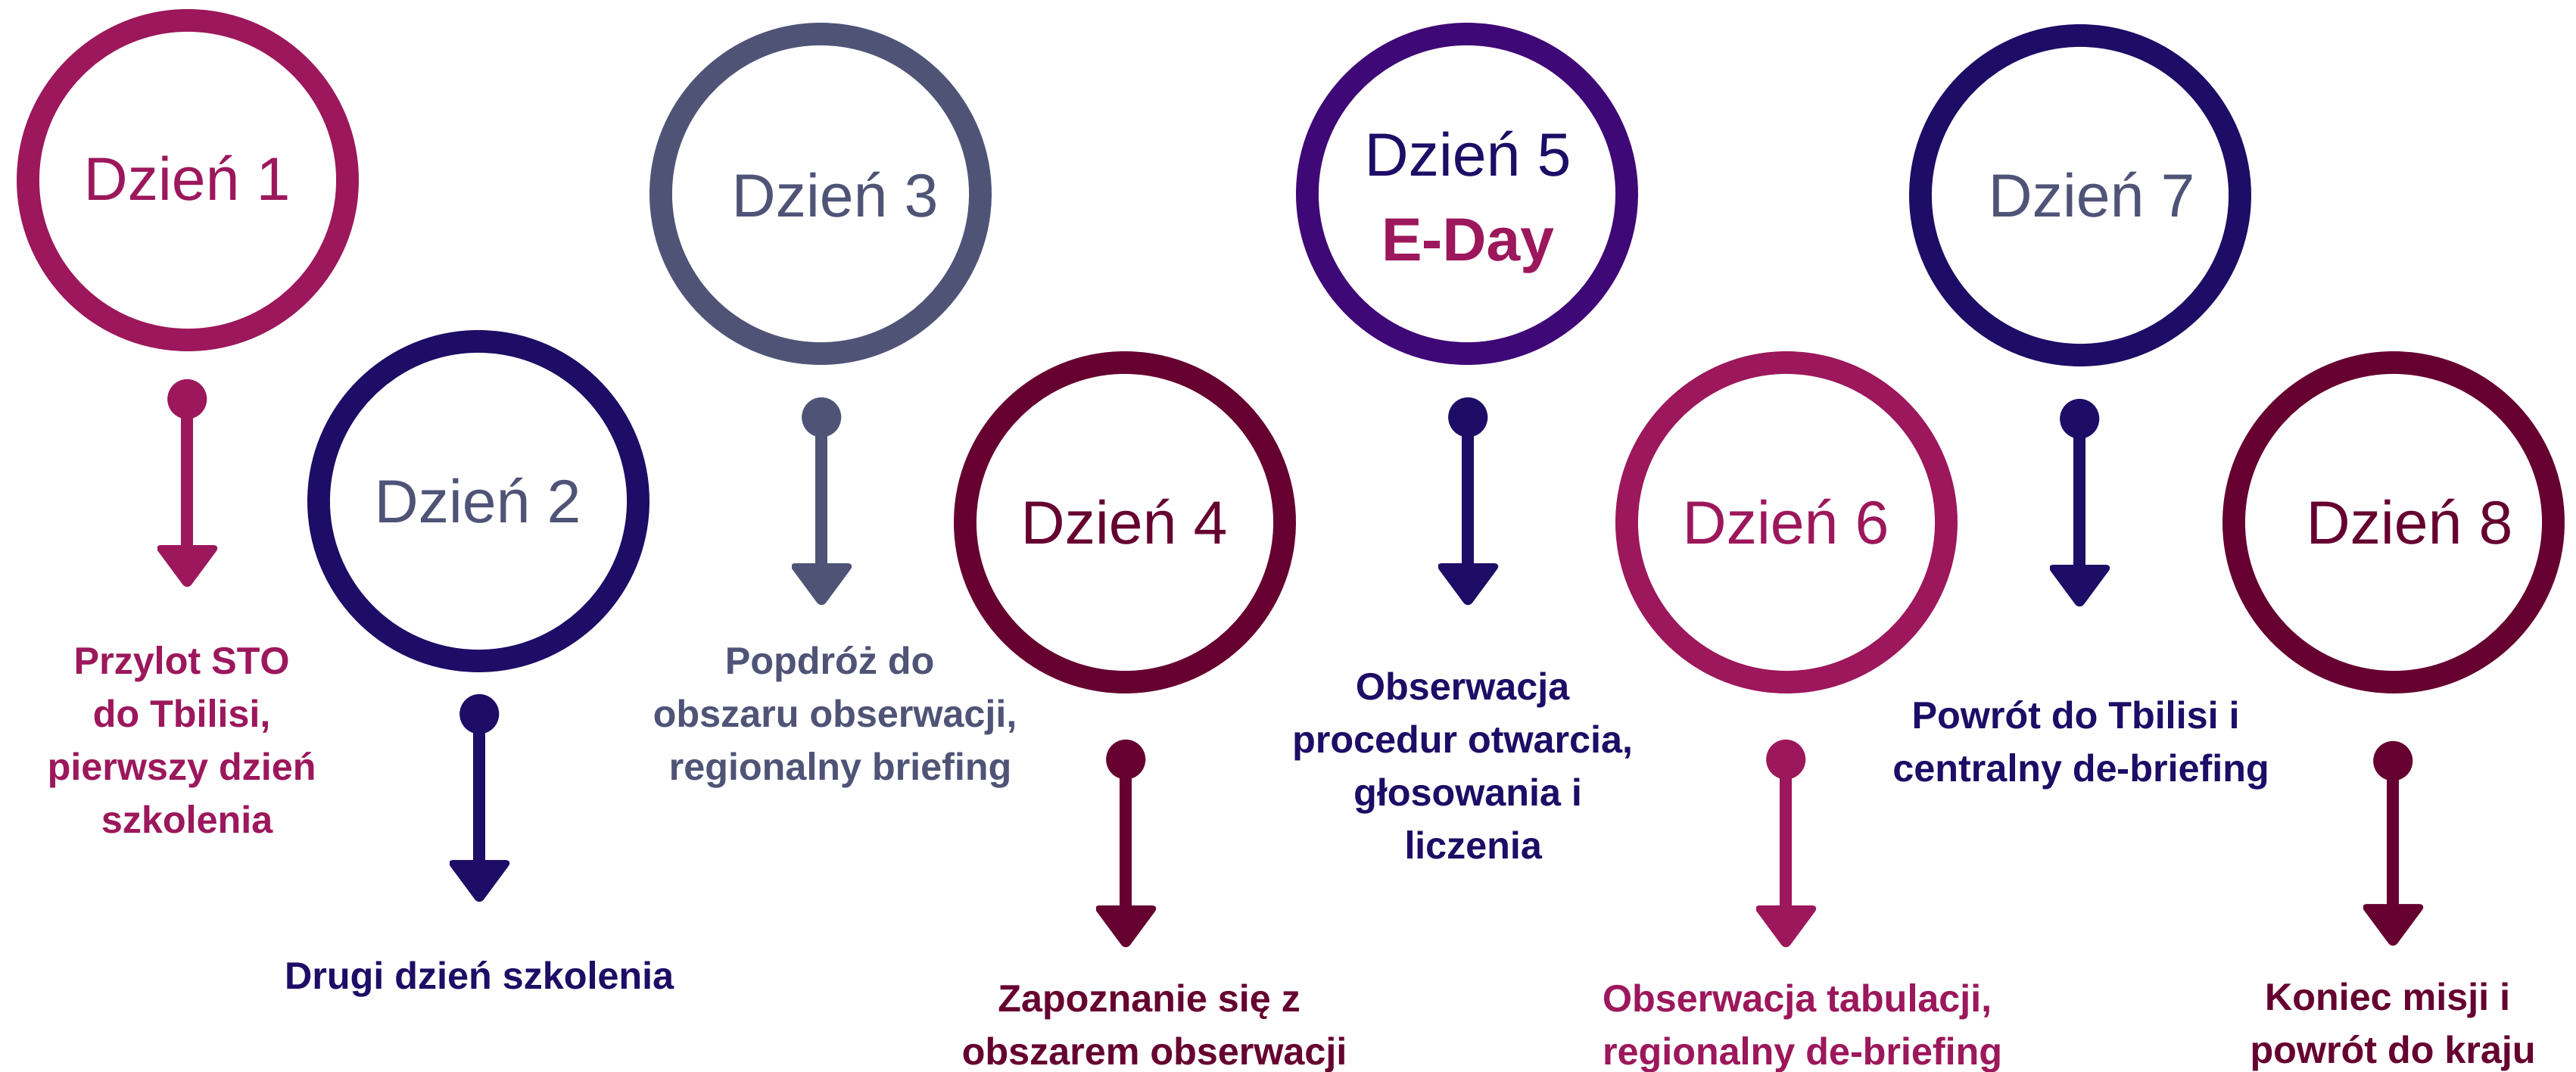 Dzień 1
Przylot STO
do Tbilisi,
pierwszy dzień
szkolenia
Dzień 2
Drugi dzień szkolenia
Dzień 3
Popdróż do
obszaru obserwacji,
regionalny briefing
Dzień 4
Zapoznanie się z
obszarem obserwacji
Dzień 5
E-Day
Obserwacja
procedur otwarcia,
głosowania i
liczenia
Dzień 6
Obserwacja tabulacji,
regionalny de-briefing
Dzień 7
Powrót do Tbilisi i
centralny de-briefing
Dzień 8
Koniec misji i
powrót do kraju